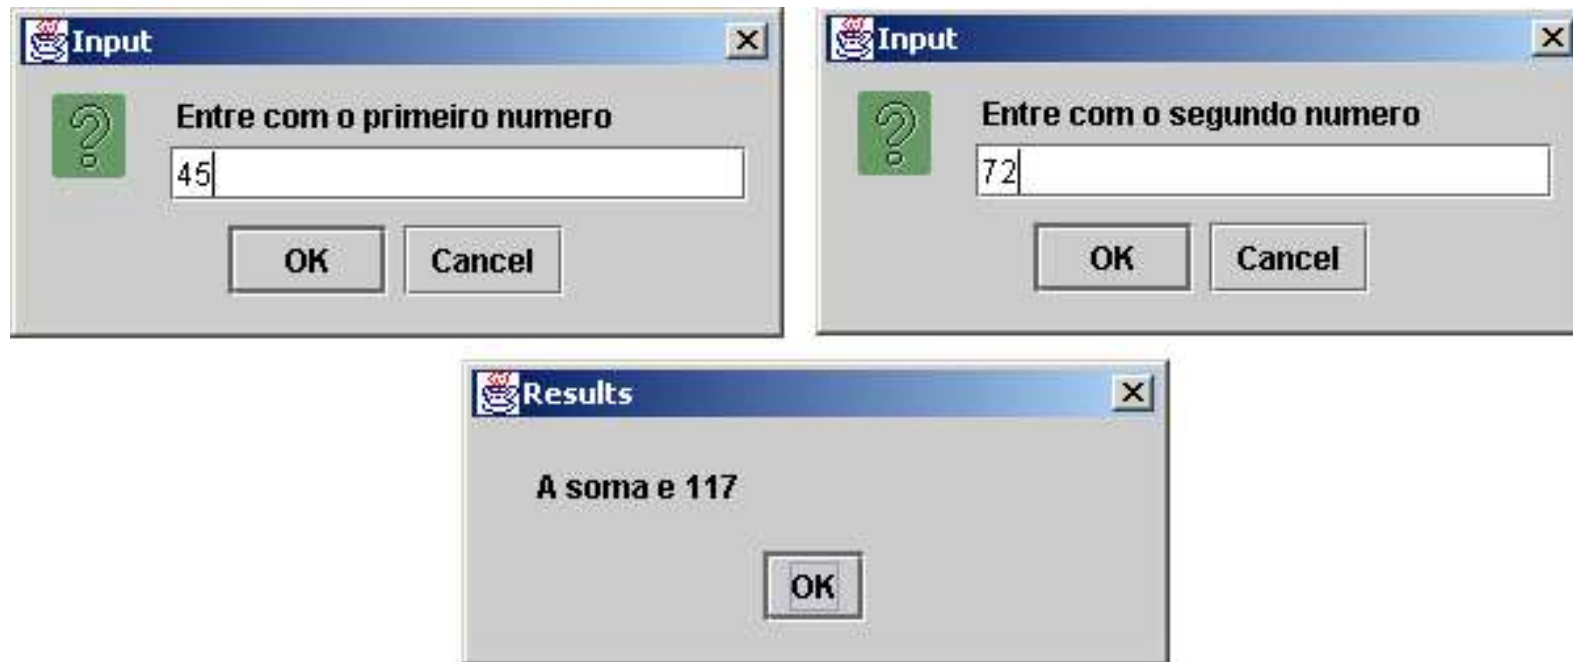 Input
Entre com o primeiro numero
45
OK Cancel
Input
Entre com o segundo numero
72
OK Cancel
Results
A soma e 117
OK